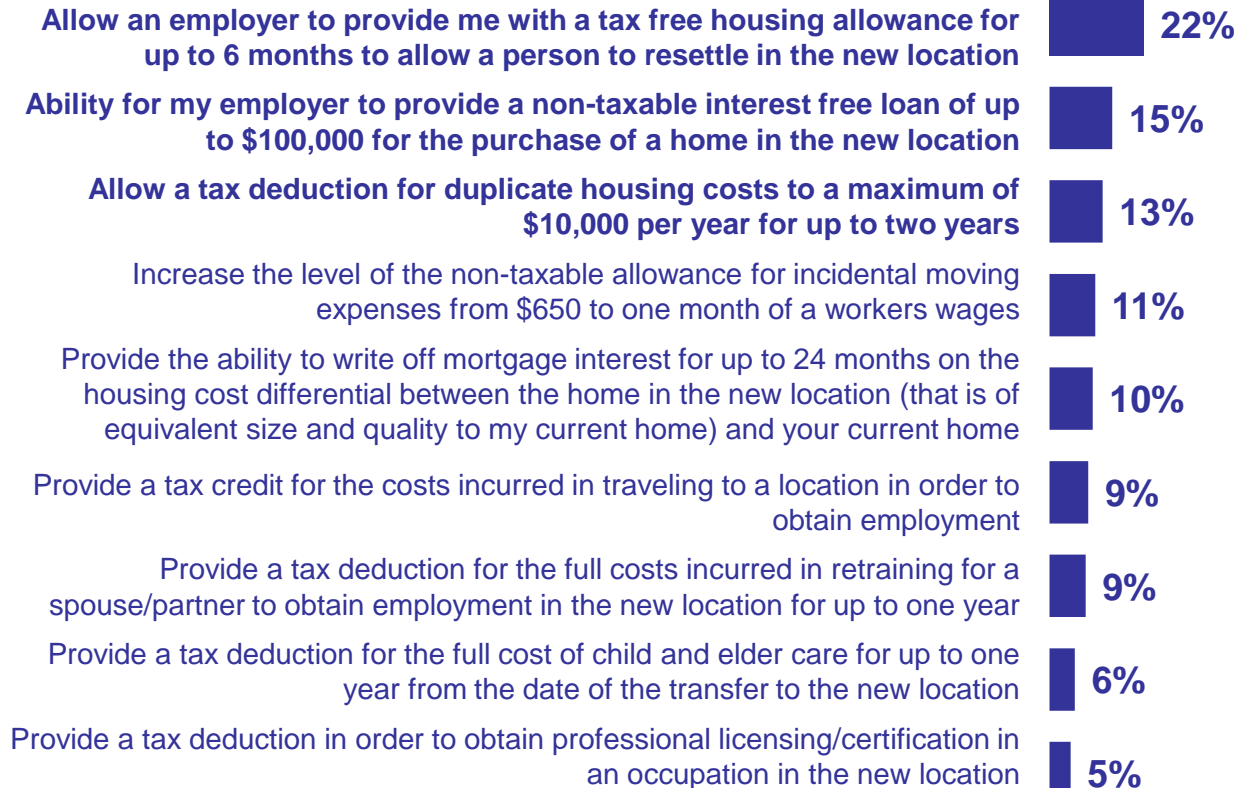 Allow an employer to provide me with a tax free housing allowance for
up to 6 months to allow a person to resettle in the new location
22%
Ability for my employer to provide a non-taxable interest free loan of up
to $100,000 for the purchase of a home in the new location
15%
Allow a tax deduction for duplicate housing costs to a maximum of
$10,000 per year for up to two years
13%
Increase the level of the non-taxable allowance for incidental moving
expenses from $650 to one month of a workers wages
11%
Provide the ability to write off mortgage interest for up to 24 months on the
housing cost differential between the home in the new location (that is of
equivalent size and quality to my current home) and your current home
10%
Provide a tax credit for the costs incurred in traveling to a location in order to
obtain employment
9%
Provide a tax deduction for the full costs incurred in retraining for a
spouse/partner to obtain employment in the new location for up to one year
9%
Provide a tax deduction for the full cost of child and elder care for up to one
year from the date of the transfer to the new location
6%
Provide a tax deduction in order to obtain professional licensing/certification in
an occupation in the new location
5%